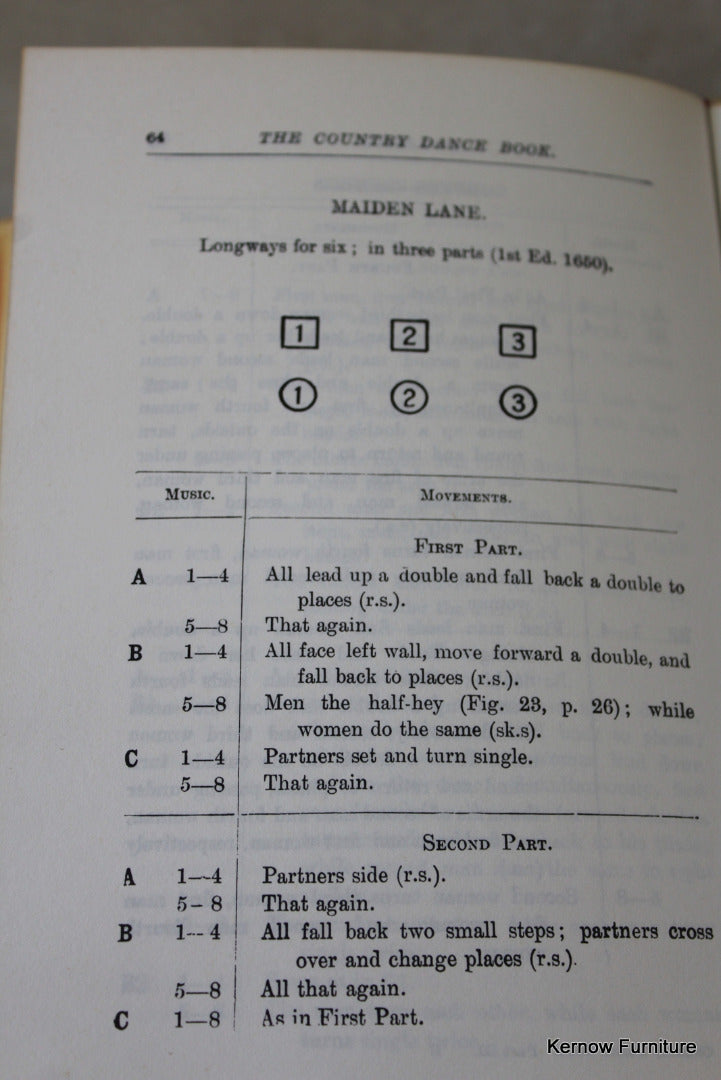 64 THE COUNTRY DANCE BOOK.
MAIDEN LANE.
Longways for six; in three parts (1st Ed. 1650),
1 2 3
1 2 3
MUSIC. MOVEMENTS.
FIRST PART.
A 1—4 All lead up a double and fall back a double to
places (r.s.).
5—8 That again.
B 1—4 All face left wall, move forward a double, and
fall back to places (r.s.).
5—8 Men the half-hey (Fig. 23, p. 26); while
women do the same (sk.s).
C 1—4 Partners set and turn single.
5—8 That again.
SECOND PART.
A 1—4 Partners side (r.s.).
5-8 That again.
B 1--4 All fall back two small steps; partners cross
over and change places (r.s.).
5—8 All that again.
C 1—8 As in First Part.
Kernow Furniture